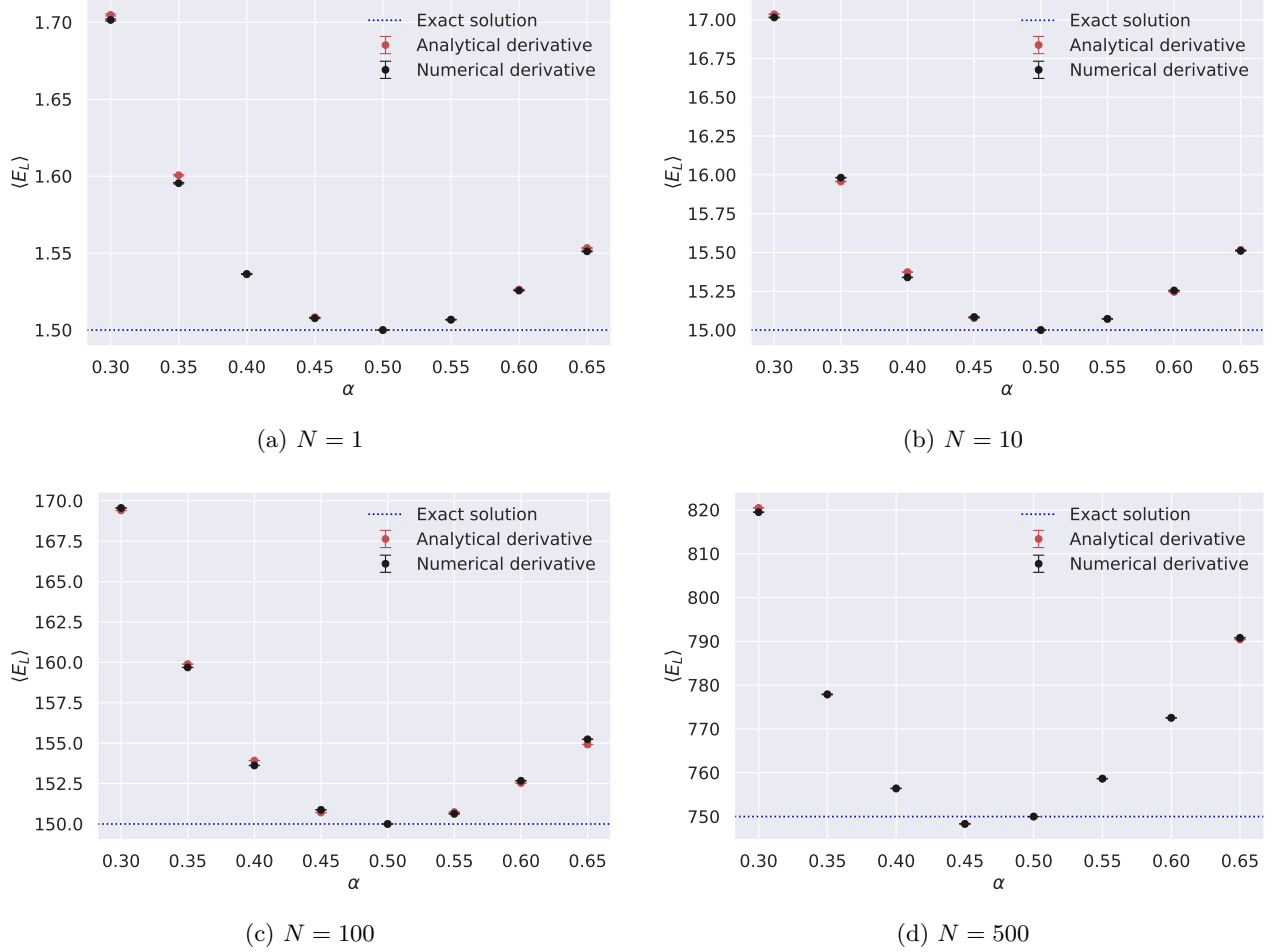 1.70
1.65
1.60
1.55
1.50
⟨E_L⟩
Exact solution
Analytical derivative
Numerical derivative
0.30 0.35 0.40 0.45 0.50 0.55 0.60 0.65
α
(a) N = 1
17.00
16.75
16.50
16.25
16.00
15.75
15.50
15.25
15.00
⟨E_L⟩
Exact solution
Analytical derivative
Numerical derivative
0.30 0.35 0.40 0.45 0.50 0.55 0.60 0.65
α
(b) N = 10
170.0
167.5
165.0
162.5
160.0
157.5
155.0
152.5
150.0
⟨E_L⟩
Exact solution
Analytical derivative
Numerical derivative
0.30 0.35 0.40 0.45 0.50 0.55 0.60 0.65
α
(c) N = 100
820
810
800
790
780
770
760
750
⟨E_L⟩
Exact solution
Analytical derivative
Numerical derivative
0.30 0.35 0.40 0.45 0.50 0.55 0.60 0.65
α
(d) N = 500